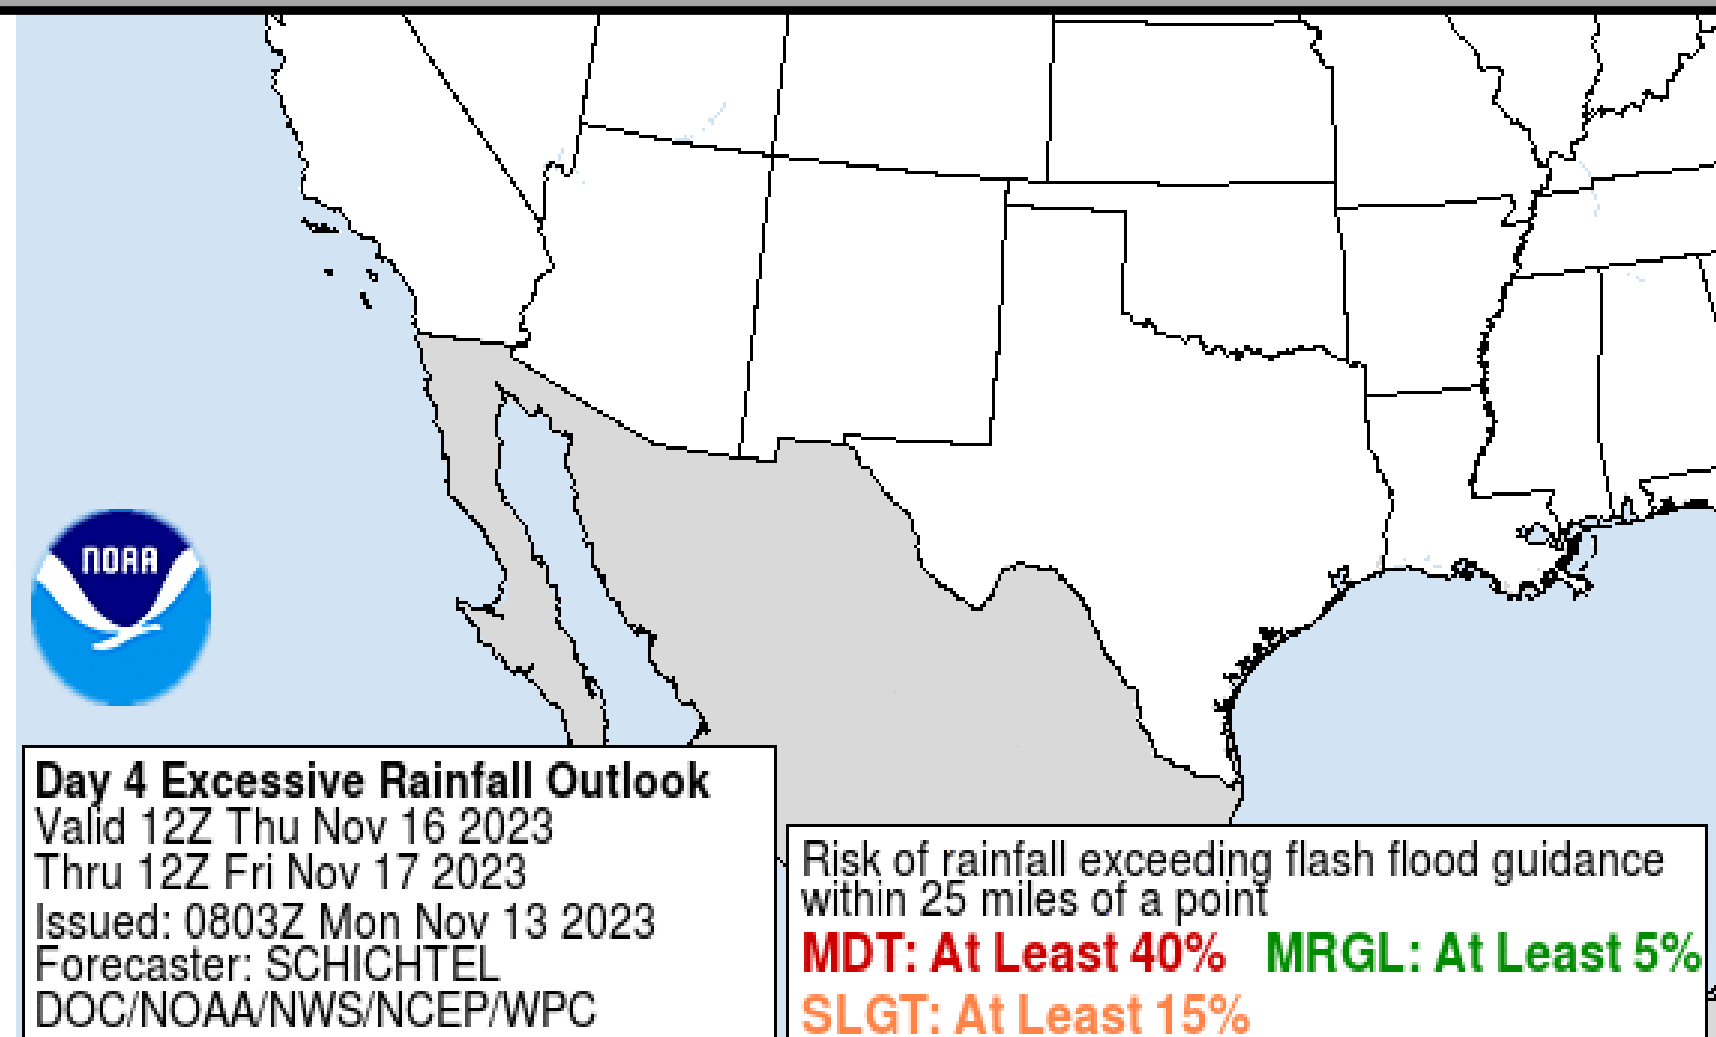 NOAA
Day 4 Excessive Rainfall Outlook
Valid 12Z Thu Nov 16 2023
Thru 12Z Fri Nov 17 2023
Issued: 0803Z Mon Nov 13 2023
Forecaster: SCHICHTEL
DOC/NOAA/NWS/NCEP/WPC
Risk of rainfall exceeding flash flood guidance
within 25 miles of a point
MDT: At Least 40% MRGL: At Least 5%
SLGT: At Least 15%